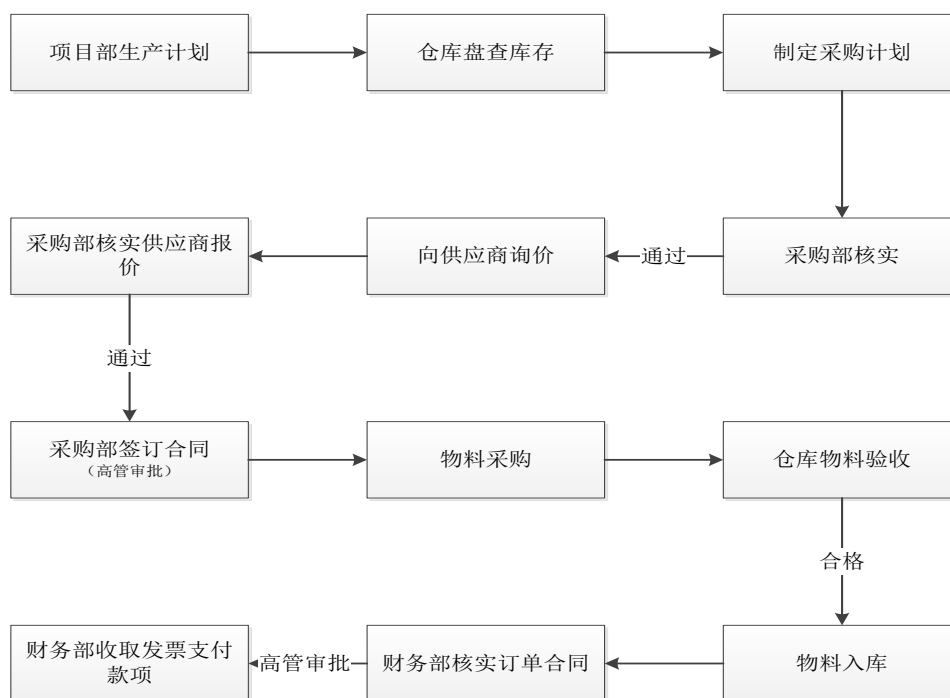 项目部生产计划
仓库盘查库存
制定采购计划
采购部核实供应商报
价
向供应商询价
通过
采购部核实
通过
采购部签订合同
（高管审批）
物料采购
仓库物料验收
合格
财务部收取发票支付
款项
高管审批
财务部核实订单合同
物料入库